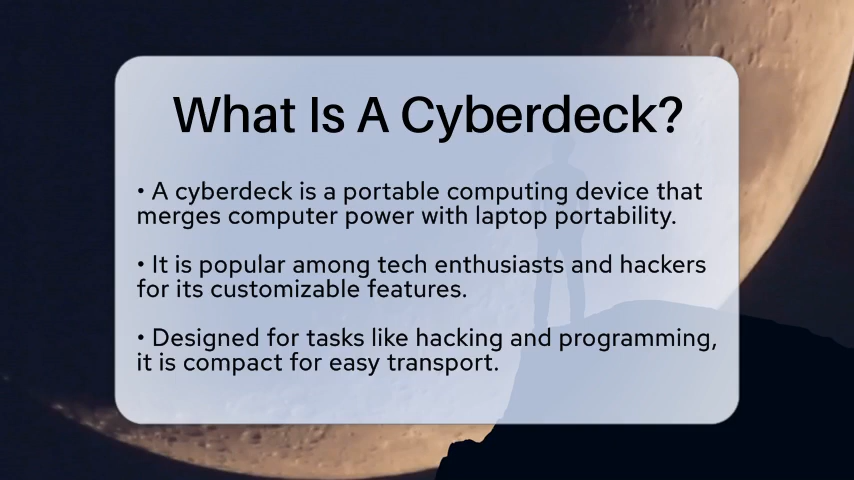 What Is A Cyberdeck?
• A cyberdeck is a portable computing device that
merges computer power with laptop portability.
• It is popular among tech enthusiasts and hackers
for its customizable features.
• Designed for tasks like hacking and programming,
it is compact for easy transport.